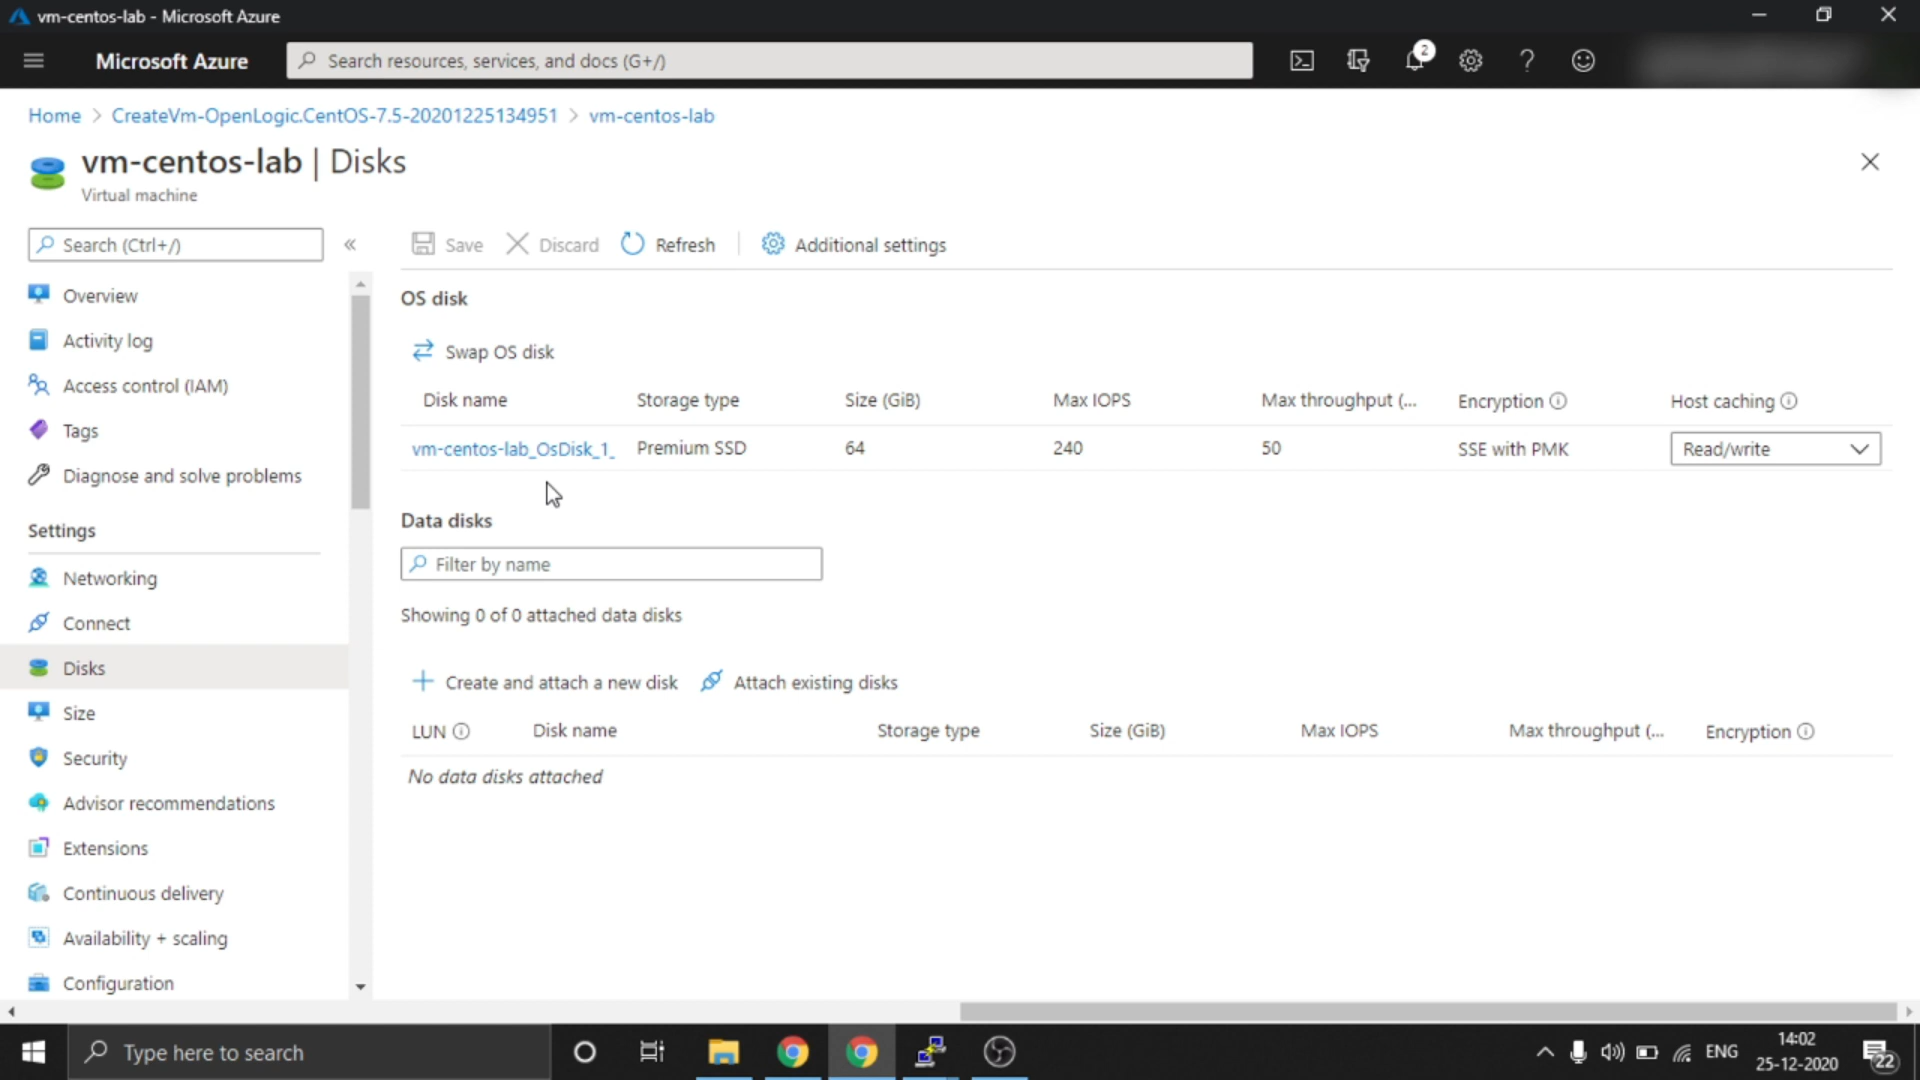 vm-centos-lab - Microsoft Azure
Microsoft Azure
Search resources, services, and docs (G+/)
2
Home > CreateVm-OpenLogic.CentOS-7.5-20201225134951 > vm-centos-lab
vm-centos-lab | Disks
Virtual machine
Search (Ctrl+/)
«
Save
Discard
Refresh
Additional settings
Overview
Activity log
Access control (IAM)
Tags
Diagnose and solve problems
Settings
Networking
Connect
Disks
Size
Security
Advisor recommendations
Extensions
Continuous delivery
Availability + scaling
Configuration
OS disk
Swap OS disk
Disk name Storage type Size (GiB) Max IOPS Max throughput (... Encryption Host caching
vm-centos-lab_OsDisk_1_ Premium SSD 64 240 50 SSE with PMK Read/write
Data disks
Filter by name
Showing 0 of 0 attached data disks
Create and attach a new disk
Attach existing disks
LUN Disk name Storage type Size (GiB) Max IOPS Max throughput (... Encryption
No data disks attached
Type here to search
ENG
14:02
25-12-2020
22